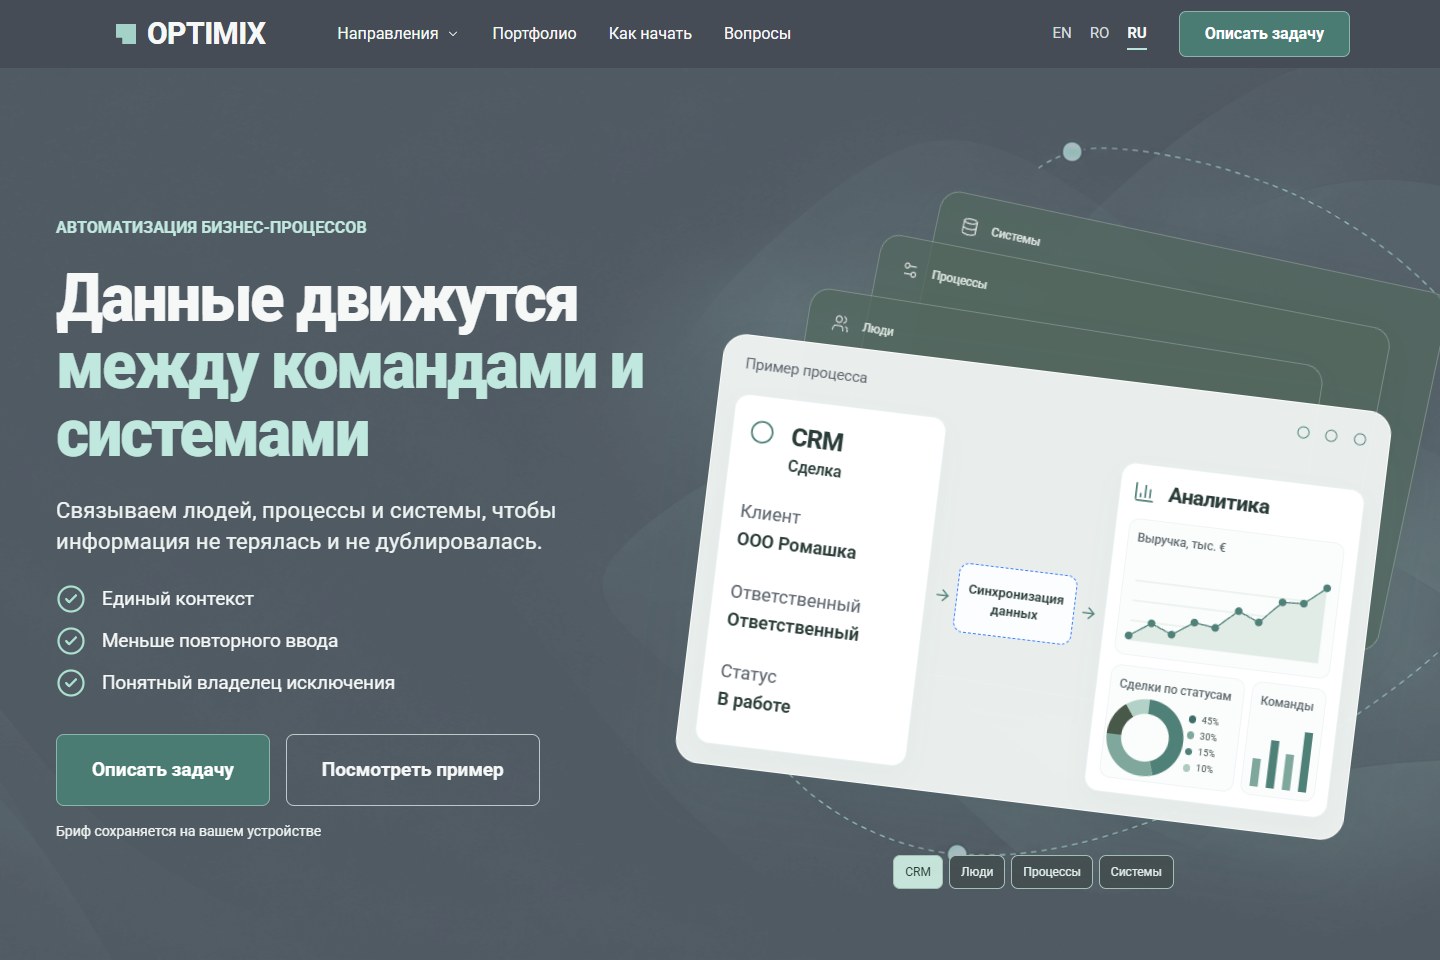 OPTIMIX
Направления
Портфолио
Как начать
Вопросы
EN
RO
RU
Описать задачу
АВТОМАТИЗАЦИЯ БИЗНЕС-ПРОЦЕССОВ
Данные движутся
между командами и
системами
Связываем людей, процессы и системы, чтобы
информация не терялась и не дублировалась.
Единый контекст
Меньше повторного ввода
Понятный владелец исключения
Описать задачу
Посмотреть пример
Бриф сохраняется на вашем устройстве
Системы
Процессы
Люди
Пример процесса
CRM
Сделка
Клиент
ООО Ромашка
Ответственный
Ответственный
Статус
В работе
Синхронизация
данных
Аналитика
Выручка, тыс. €
Сделки по статусам
45%
30%
15%
10%
Команды
CRM
Люди
Процессы
Системы